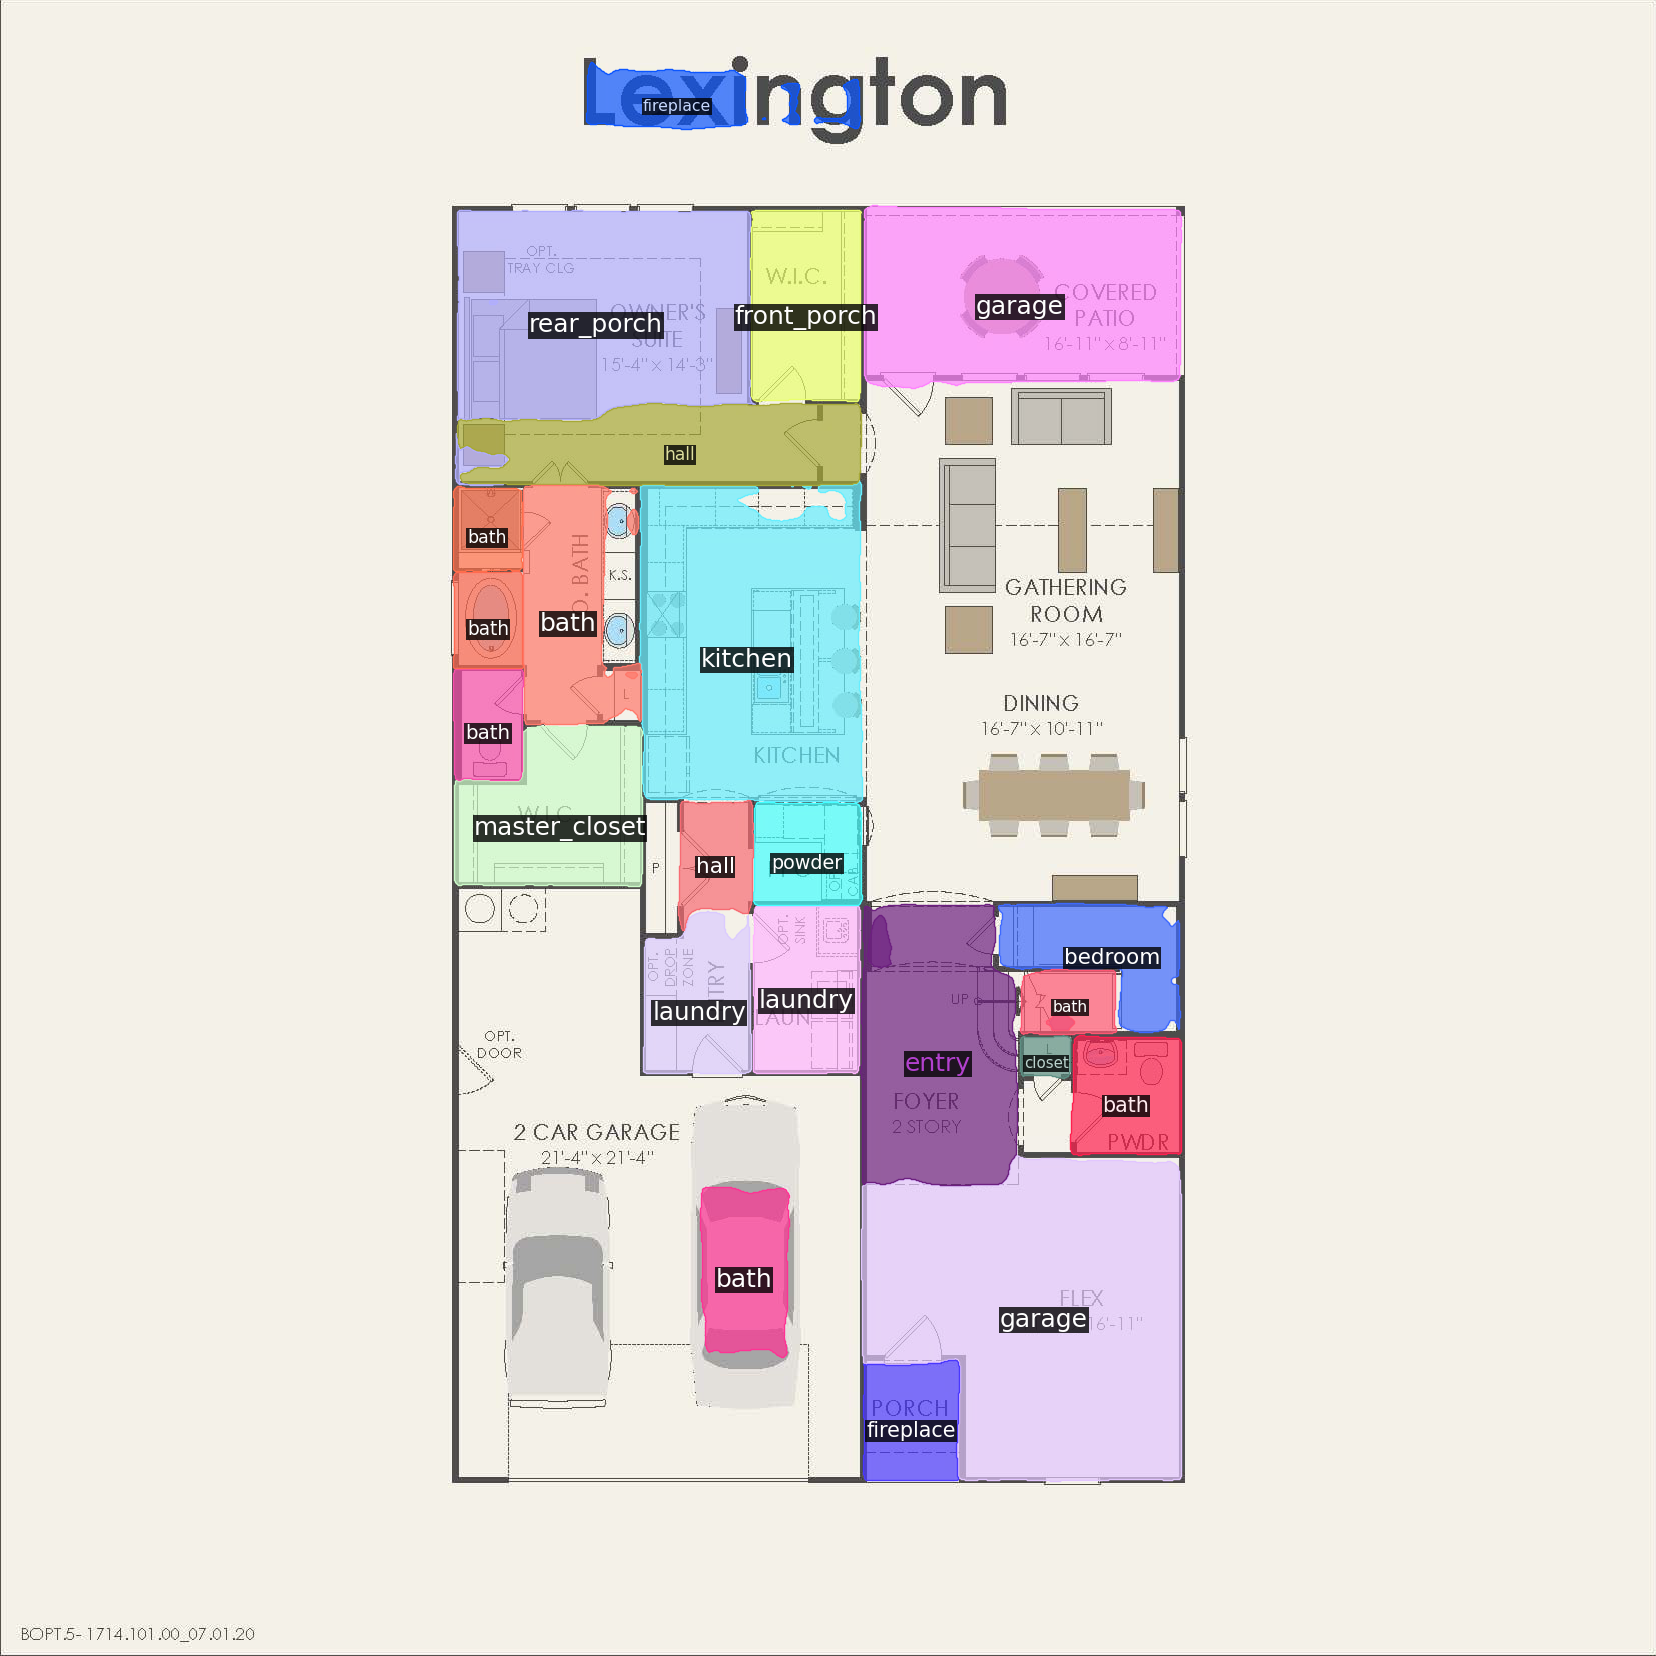 Lexington
fireplace
OPT.
TRAY CLG
OWNER'S
SUITE
15'-4" x 14'-3"
rear_porch
W.I.C.
front_porch
garage
COVERED
PATIO
16'-11" x 8'-11"
hall
bath
bath
O. BATH
bath
K.S.
L
bath
kitchen
KITCHEN
GATHERING
ROOM
16'-7" x 16'-7"
DINING
16'-7" x 10'-11"
W.I.C.
master_closet
P
hall
powder
CAB
OPT.
DROP
ZONE
laundry
OPT.
SINK
laundry
LAUN
UP
entry
FOYER
2 STORY
bedroom
bath
L
closet
bath
PWDR
OPT.
DOOR
2 CAR GARAGE
21'-4" x 21'-4"
bath
FLEX
garage
16'-11"
PORCH
fireplace
BOPT.5- 1714.101.00_07.01.20